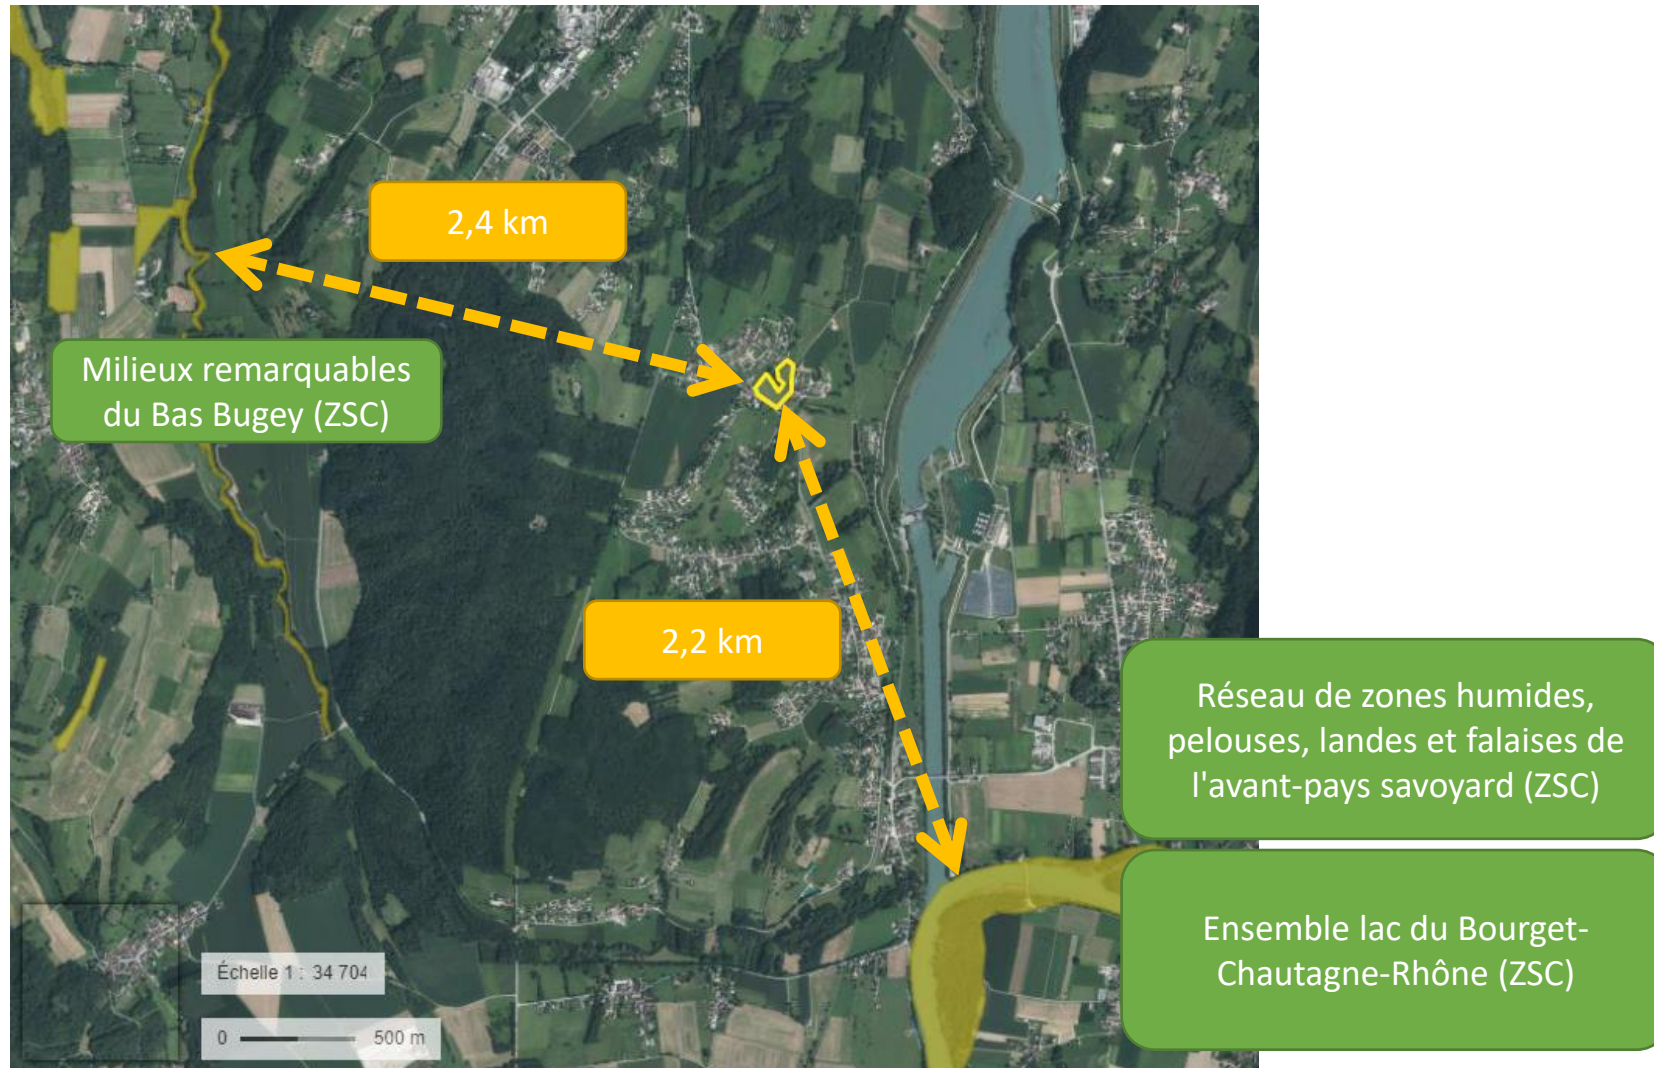 2,4 km
Milieux remarquables
du Bas Bugey (ZSC)
2,2 km
Réseau de zones humides,
pelouses, landes et falaises de
l'avant-pays savoyard (ZSC)
Ensemble lac du Bourget-
Chautagne-Rhône (ZSC)
Échelle 1 : 34 704
0 500 m